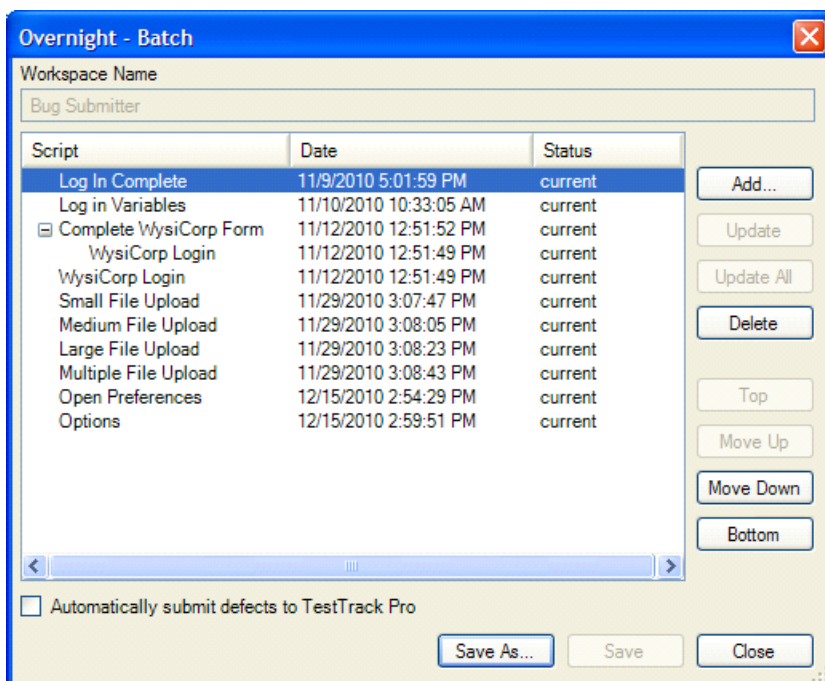 Overnight - Batch
Workspace Name
Bug Submitter
Script Date Status
Log In Complete 11/9/2010 5:01:59 PM current
Log in Variables 11/10/2010 10:33:05 AM current
Complete WysiCorp Form 11/12/2010 12:51:52 PM current
WysiCorp Login 11/12/2010 12:51:49 PM current
WysiCorp Login 11/12/2010 12:51:49 PM current
Small File Upload 11/29/2010 3:07:47 PM current
Medium File Upload 11/29/2010 3:08:05 PM current
Large File Upload 11/29/2010 3:08:23 PM current
Multiple File Upload 11/29/2010 3:08:43 PM current
Open Preferences 12/15/2010 2:54:29 PM current
Options 12/15/2010 2:59:51 PM current
Add...
Update
Update All
Delete
Top
Move Up
Move Down
Bottom
Automatically submit defects to TestTrack Pro
Save As... Save Close